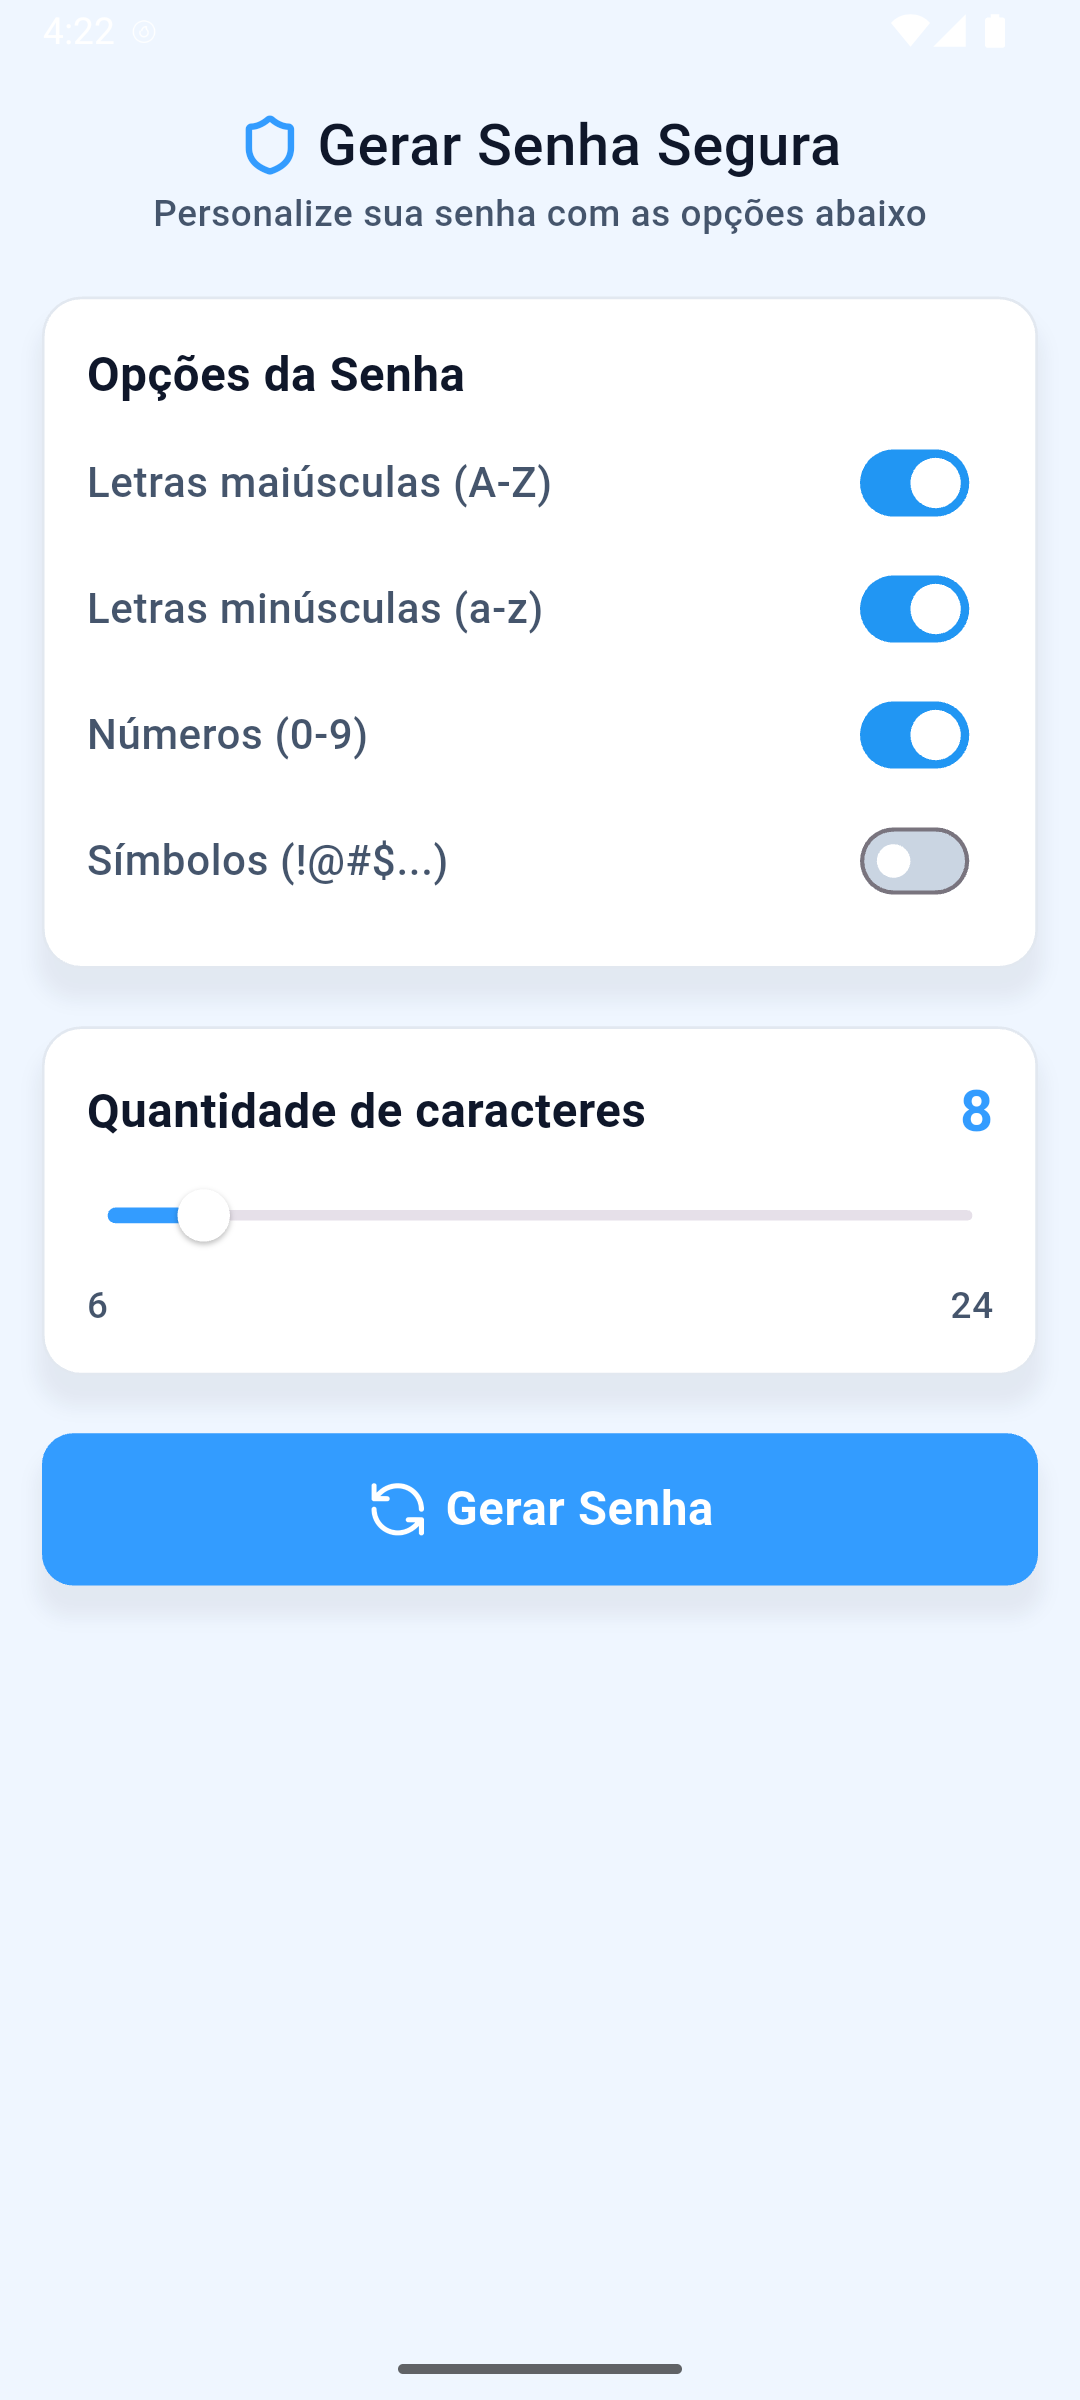 4:22
Gerar Senha Segura
Personalize sua senha com as opções abaixo
Opções da Senha
Letras maiúsculas (A-Z)
Letras minúsculas (a-z)
Números (0-9)
Símbolos (!@#$...)
Quantidade de caracteres 8
6 24
Gerar Senha